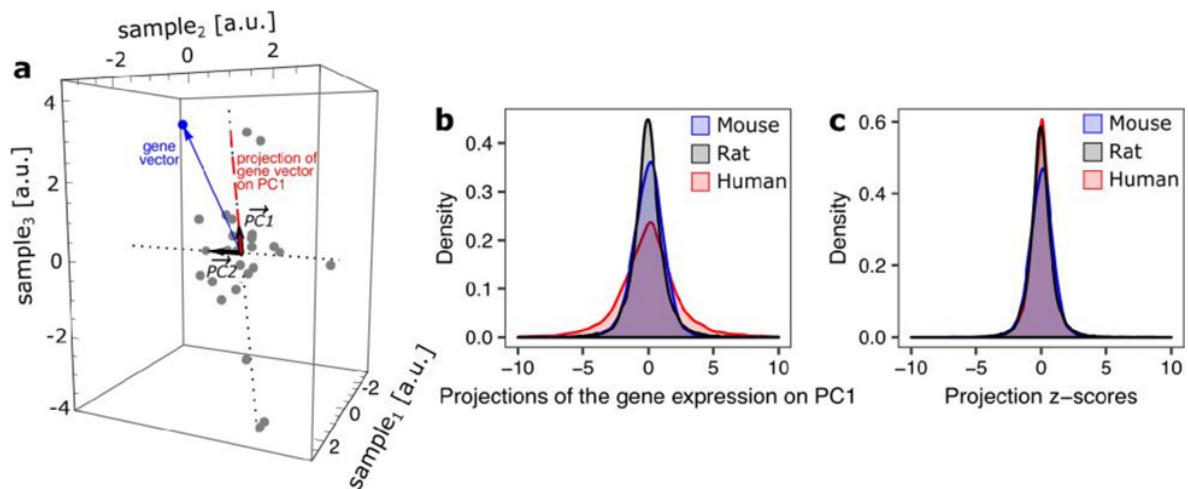 a
sample2 [a.u.]
-2 0 2
4
2
0
-2
-4
sample3 [a.u.]
gene
vector
projection of
gene vector
on PC1
PC1
PC2
-2
0
2
sample1 [a.u.]
b
Mouse
Rat
Human
Density
0.4
0.3
0.2
0.1
0.0
−10 −5 0 5 10
Projections of the gene expression on PC1
c
Mouse
Rat
Human
Density
0.6
0.4
0.2
0.0
−10 −5 0 5 10
Projection z−scores